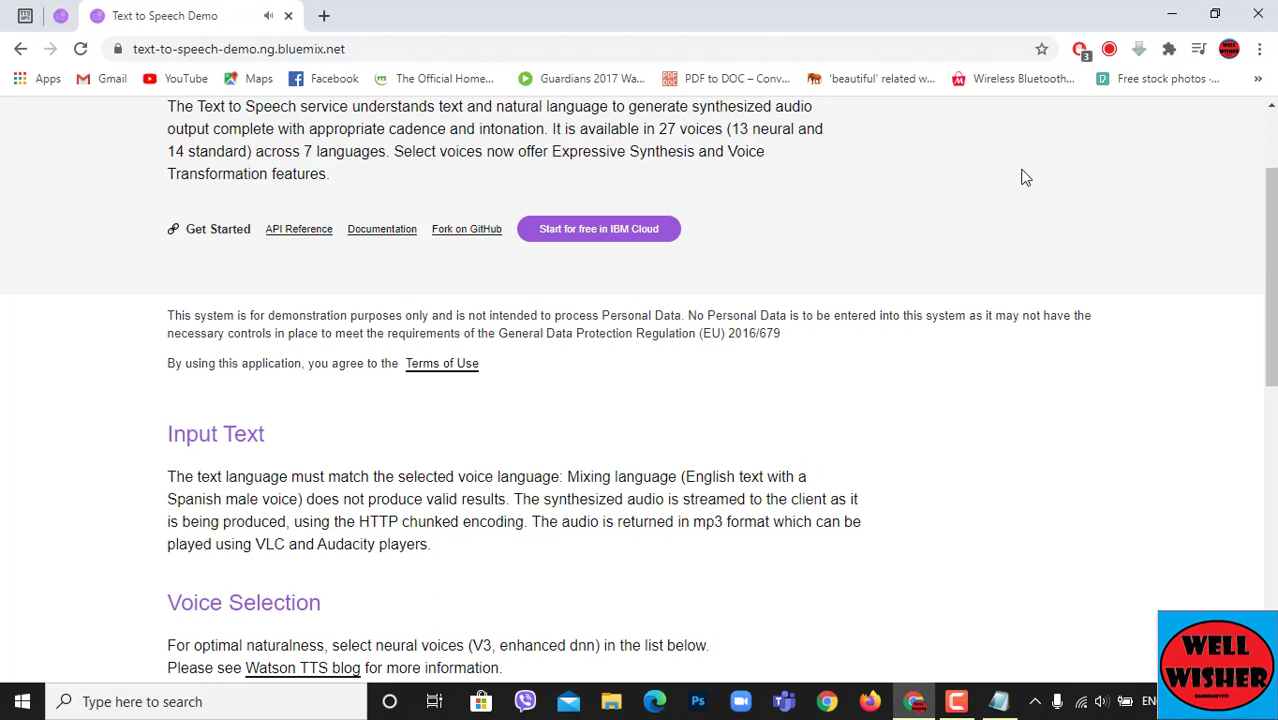 Text to Speech Demo
text-to-speech-demo.ng.bluemix.net
3
Apps Gmail YouTube Maps Facebook The Official Home... Guardians 2017 Wa... PDF to DOC – Conv... 'beautiful' related w... Wireless Bluetooth... Free stock photos -...
The Text to Speech service understands text and natural language to generate synthesized audio
output complete with appropriate cadence and intonation. It is available in 27 voices (13 neural and
14 standard) across 7 languages. Select voices now offer Expressive Synthesis and Voice
Transformation features.
Get Started API Reference Documentation Fork on GitHub Start for free in IBM Cloud
This system is for demonstration purposes only and is not intended to process Personal Data. No Personal Data is to be entered into this system as it may not have the
necessary controls in place to meet the requirements of the General Data Protection Regulation (EU) 2016/679
By using this application, you agree to the Terms of Use
Input Text
The text language must match the selected voice language: Mixing language (English text with a
Spanish male voice) does not produce valid results. The synthesized audio is streamed to the client as it
is being produced, using the HTTP chunked encoding. The audio is returned in mp3 format which can be
played using VLC and Audacity players.
Voice Selection
For optimal naturalness, select neural voices (V3, enhanced dnn) in the list below.
Please see Watson TTS blog for more information.
WELL
WISHER
Type here to search
Ps
ENG